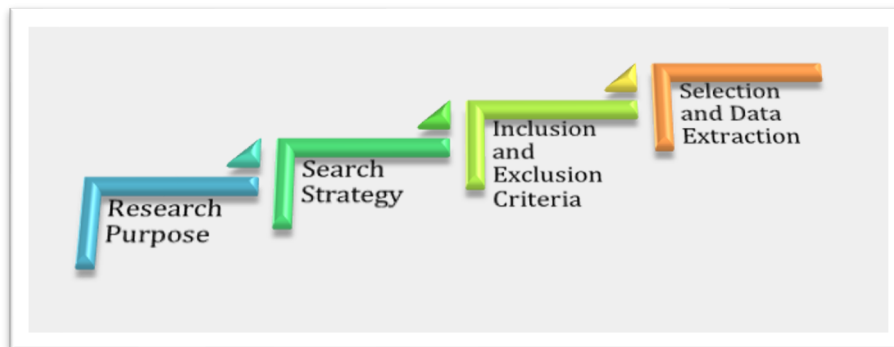 Research
Purpose
Search
Strategy
Inclusion
and
Exclusion
Criteria
Selection
and Data
Extraction